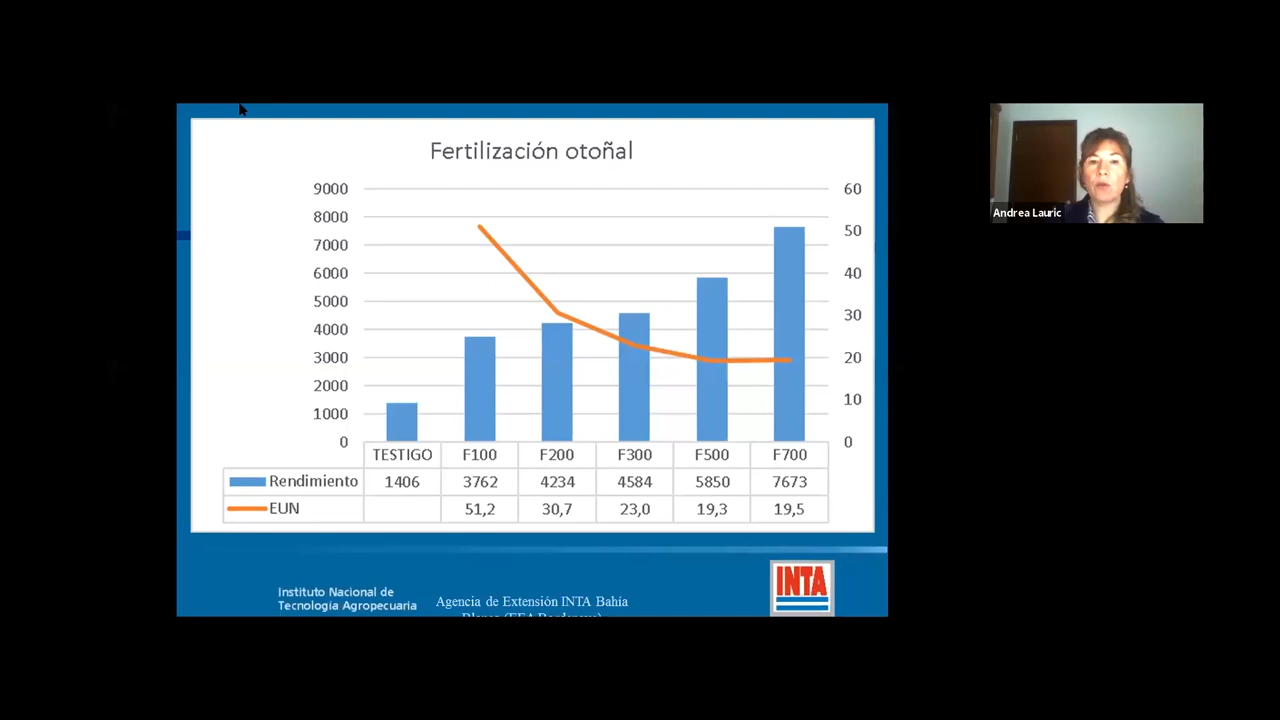 Fertilización otoñal
9000 60
8000
7000 50
6000 40
5000
4000 30
3000 20
2000
1000 10
0 0
TESTIGO F100 F200 F300 F500 F700
Rendimiento 1406 3762 4234 4584 5850 7673
EUN 51,2 30,7 23,0 19,3 19,5
Instituto Nacional de
Tecnología Agropecuaria
Agencia de Extensión INTA Bahía
INTA
Andrea Lauric